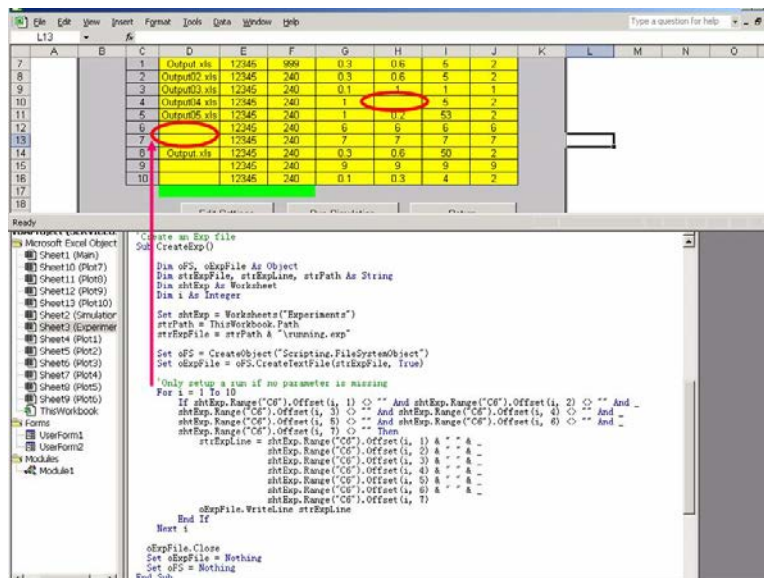 File Edit View Insert Format Tools Data Window Help Type a question for help
L13 fx
A B C D E F G H I J K L M N O
7 1 Output.xls 12345 999 0.3 0.6 5 2
8 2 Output02.xls 12345 240 0.3 0.6 5 2
9 3 Output03.xls 12345 240 0.1 1 1 1
10 4 Output04.xls 12345 240 1 5 2
11 5 Output05.xls 12345 240 1 0.2 53 2
12 6 12345 240 6 6 6 6
13 7 12345 240 7 7 7 7
14 8 Output.xls 12345 240 0.3 0.6 50 2
15 9 12345 240 9 9 9 9
16 10 12345 240 0.1 0.3 4 2
17
18 Edit Settings Run Simulation Return
Ready
Microsoft Excel Object
Sheet1 (Main)
Sheet10 (Plot7)
Sheet11 (Plot8)
Sheet12 (Plot9)
Sheet13 (Plot10)
Sheet2 (Simulation
Sheet3 (Experimer
Sheet4 (Plot1)
Sheet5 (Plot2)
Sheet6 (Plot3)
Sheet7 (Plot4)
Sheet8 (Plot5)
Sheet9 (Plot6)
ThisWorkbook
Forms
UserForm1
UserForm2
Modules
Module1
'Create an Exp file
Sub CreateExp()
Dim oFS, oExpFile As Object
Dim strExpFile, strExpLine, strPath As String
Dim shtExp As Worksheet
Dim i As Integer
Set shtExp = Worksheets("Experiments")
strPath = ThisWorkbook.Path
strExpFile = strPath & "\running.exp"
Set oFS = CreateObject("Scripting.FileSystemObject")
Set oExpFile = oFS.CreateTextFile(strExpFile, True)
'Only setup a run if no parameter is missing
For i = 1 To 10
If shtExp.Range("C6").Offset(i, 1) <> "" And shtExp.Range("C6").Offset(i, 2) <> "" And _
shtExp.Range("C6").Offset(i, 3) <> "" And shtExp.Range("C6").Offset(i, 4) <> "" And _
shtExp.Range("C6").Offset(i, 5) <> "" And shtExp.Range("C6").Offset(i, 6) <> "" And _
shtExp.Range("C6").Offset(i, 7) <> "" Then
strExpLine = shtExp.Range("C6").Offset(i, 1) & " " & _
shtExp.Range("C6").Offset(i, 2) & " " & _
shtExp.Range("C6").Offset(i, 3) & " " & _
shtExp.Range("C6").Offset(i, 4) & " " & _
shtExp.Range("C6").Offset(i, 5) & " " & _
shtExp.Range("C6").Offset(i, 6) & " " & _
shtExp.Range("C6").Offset(i, 7)
oExpFile.WriteLine strExpLine
End If
Next i
oExpFile.Close
Set oExpFile = Nothing
Set oFS = Nothing
End Sub